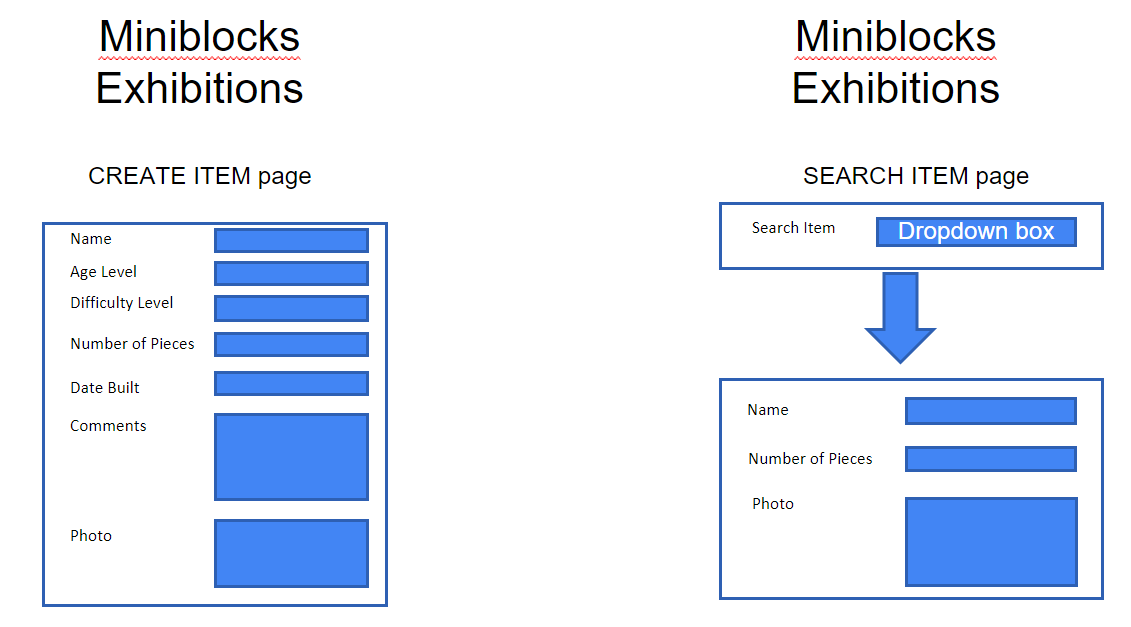 Miniblocks
Exhibitions
CREATE ITEM page
Name
Age Level
Difficulty Level
Number of Pieces
Date Built
Comments
Photo
Miniblocks
Exhibitions
SEARCH ITEM page
Search Item
Dropdown box
Name
Number of Pieces
Photo